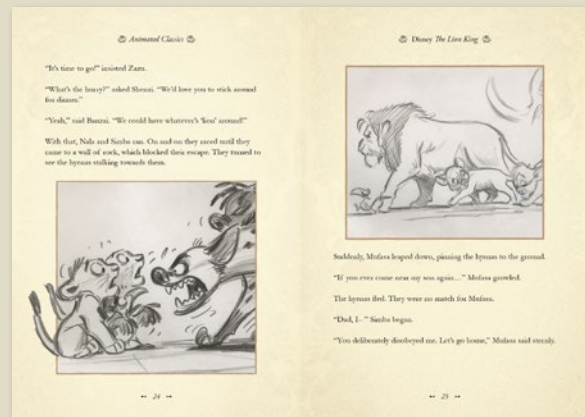 Animated Classics
"It's time to go!" insisted Zazu.
"What's the hurry?" asked Shenzi. "We'd love you to stick around
for dinner."
"Yeah," said Banzai. "We could have whatever's 'lion' around!"
With that, Nala and Simba ran. On and on they raced until they
came to a wall of rock, which blocked their escape. They turned to
see the hyenas stalking towards them.
24
Disney The Lion King
Suddenly, Mufasa leaped down, pinning the hyenas to the ground.
"If you ever come near my son again…" Mufasa growled.
The hyenas fled. They were no match for Mufasa.
"Dad, I– " Simba began.
"You deliberately disobeyed me. Let's go home," Mufasa said sternly.
25